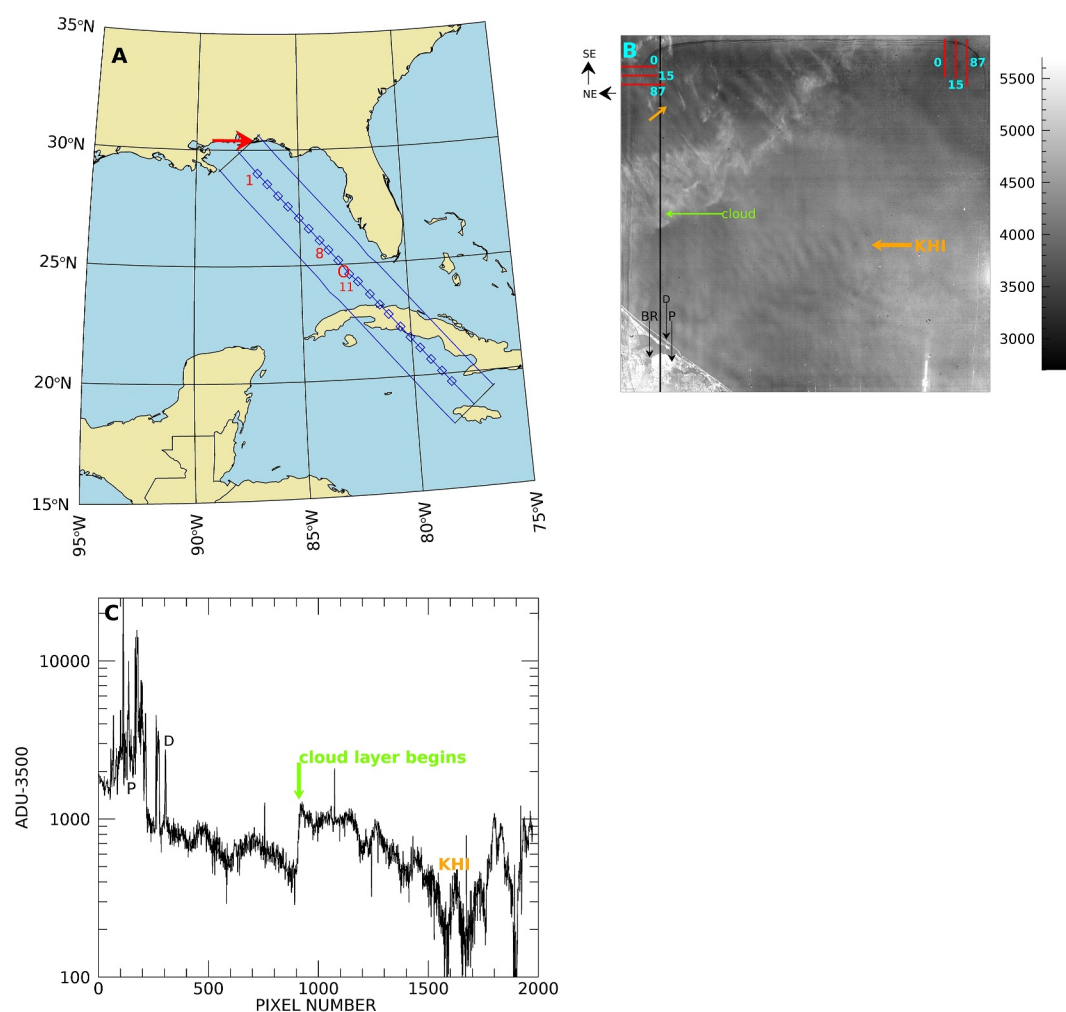 A
35°N
30°N
25°N
20°N
15°N
95°W
90°W
85°W
80°W
75°W
1
8
11
B
SE
NE
0
15
87
0
87
15
cloud
KHI
D
BR
P
5500
5000
4500
4000
3500
3000
C
10000
1000
100
ADU-3500
P
D
cloud layer begins
KHI
0
500
1000
1500
2000
PIXEL NUMBER